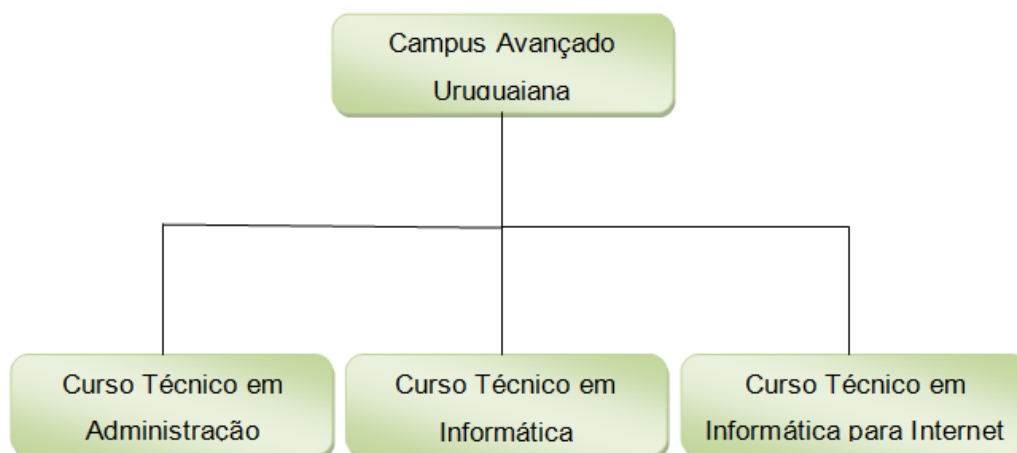 Campus Avançado
Uruguaiana
Curso Técnico em
Administração
Curso Técnico em
Informática
Curso Técnico em
Informática para Internet